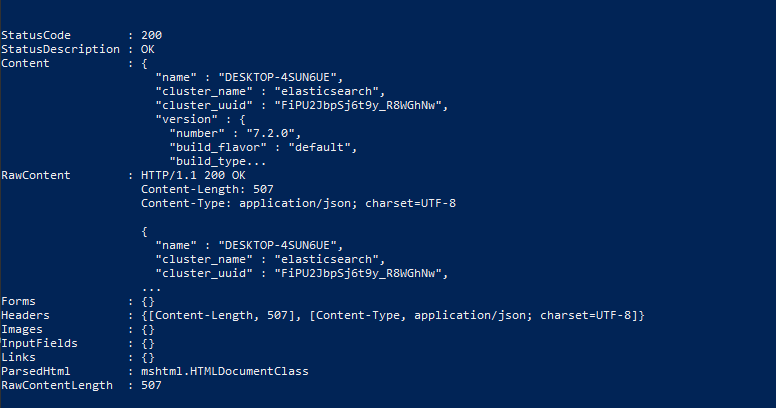 StatusCode : 200
StatusDescription : OK
Content : {
"name" : "DESKTOP-4SUN6UE",
"cluster_name" : "elasticsearch",
"cluster_uuid" : "FiPU2JbpSj6t9y_R8WGhNw",
"version" : {
"number" : "7.2.0",
"build_flavor" : "default",
"build_type...
RawContent : HTTP/1.1 200 OK
Content-Length: 507
Content-Type: application/json; charset=UTF-8
{
"name" : "DESKTOP-4SUN6UE",
"cluster_name" : "elasticsearch",
"cluster_uuid" : "FiPU2JbpSj6t9y_R8WGhNw",
...
Forms : {}
Headers : {[Content-Length, 507], [Content-Type, application/json; charset=UTF-8]}
Images : {}
InputFields : {}
Links : {}
ParsedHtml : mshtml.HTMLDocumentClass
RawContentLength : 507